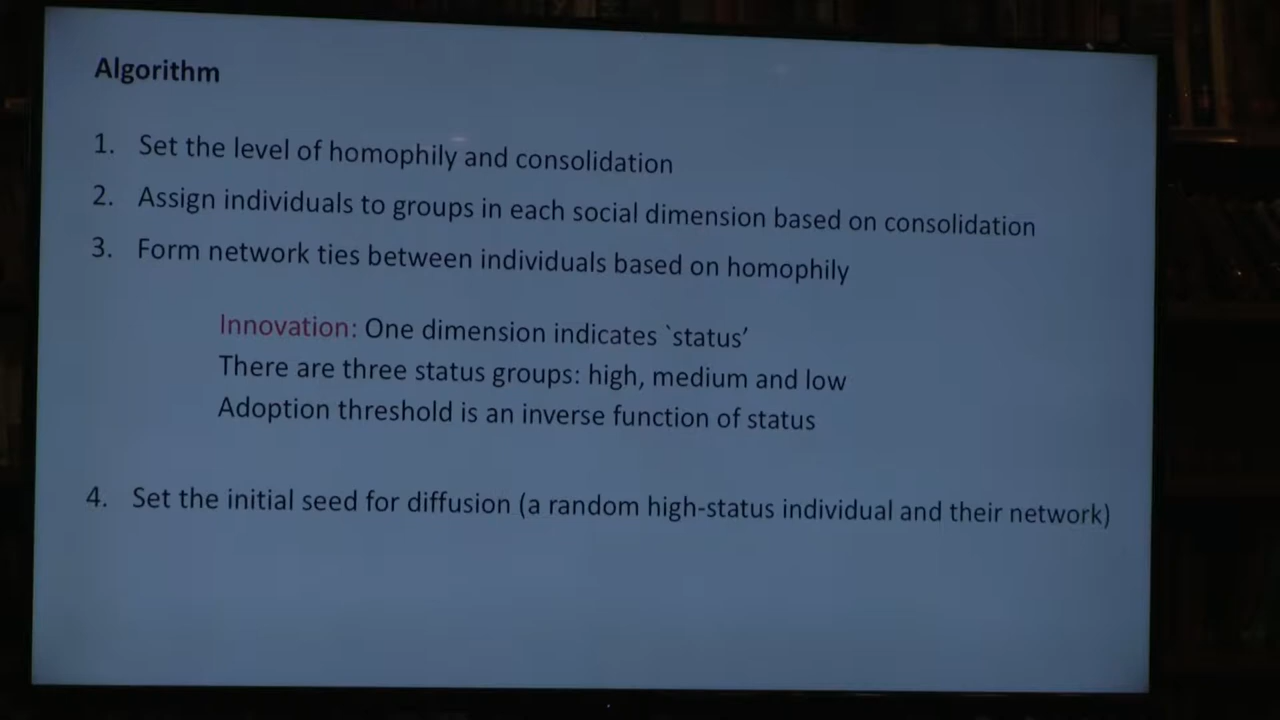 Algorithm
1. Set the level of homophily and consolidation
2. Assign individuals to groups in each social dimension based on consolidation
3. Form network ties between individuals based on homophily
Innovation: One dimension indicates `status’
There are three status groups: high, medium and low
Adoption threshold is an inverse function of status
4. Set the initial seed for diffusion (a random high-status individual and their network)